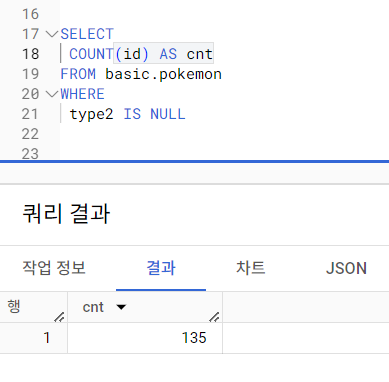 16
17 SELECT
18 COUNT(id) AS cnt
19 FROM basic.pokemon
20 WHERE
21 type2 IS NULL
22
23
쿼리 결과
작업 정보 결과 차트 JSON
행 cnt
1 135